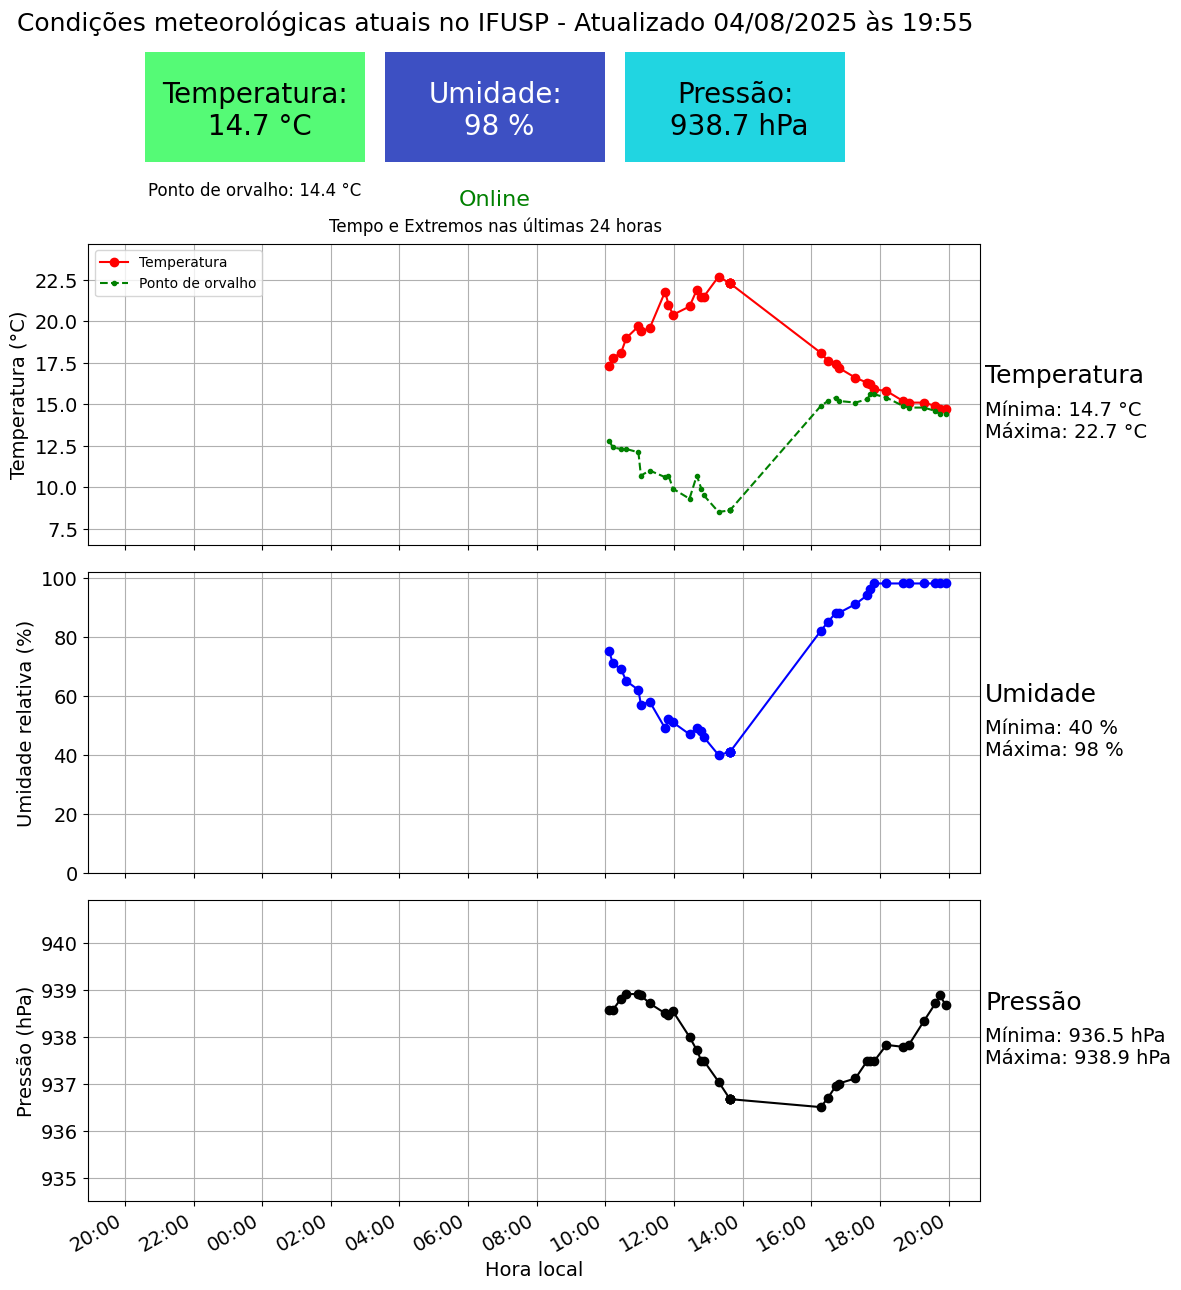 Condições meteorológicas atuais no IFUSP - Atualizado 04/08/2025 às 19:55
Temperatura:
14.7 °C
Umidade:
98 %
Pressão:
938.7 hPa
Ponto de orvalho: 14.4 °C
Online
Tempo e Extremos nas últimas 24 horas
Temperatura
Ponto de orvalho
Temperatura (°C)
22.5
20.0
17.5
15.0
12.5
10.0
7.5
Temperatura
Mínima: 14.7 °C
Máxima: 22.7 °C
Umidade relativa (%)
100
80
60
40
20
0
Umidade
Mínima: 40 %
Máxima: 98 %
Pressão (hPa)
940
939
938
937
936
935
Pressão
Mínima: 936.5 hPa
Máxima: 938.9 hPa
20:00 22:00 00:00 02:00 04:00 06:00 08:00 10:00 12:00 14:00 16:00 18:00 20:00
Hora local